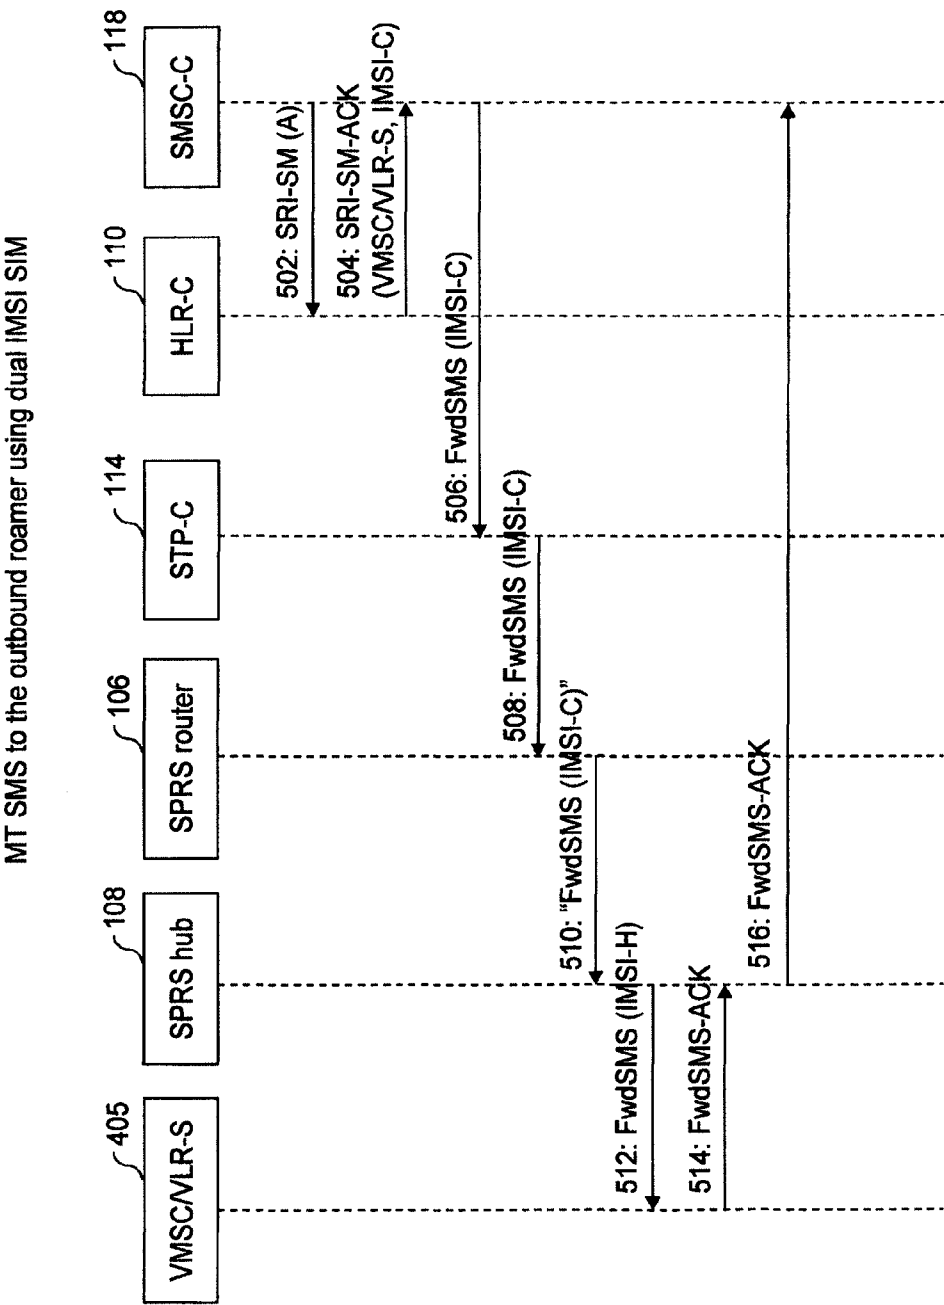 MT SMS to the outbound roamer using dual IMSI SIM
405
VMSC/VLR-S
108
SPRS hub
106
SPRS router
114
STP-C
110
HLR-C
118
SMSC-C
502: SRI-SM (A)
504: SRI-SM-ACK
(VMSC/VLR-S, IMSI-C)
506: FwdSMS (IMSI-C)
508: FwdSMS (IMSI-C)
510: “FwdSMS (IMSI-C)”
512: FwdSMS (IMSI-H)
514: FwdSMS-ACK
516: FwdSMS-ACK